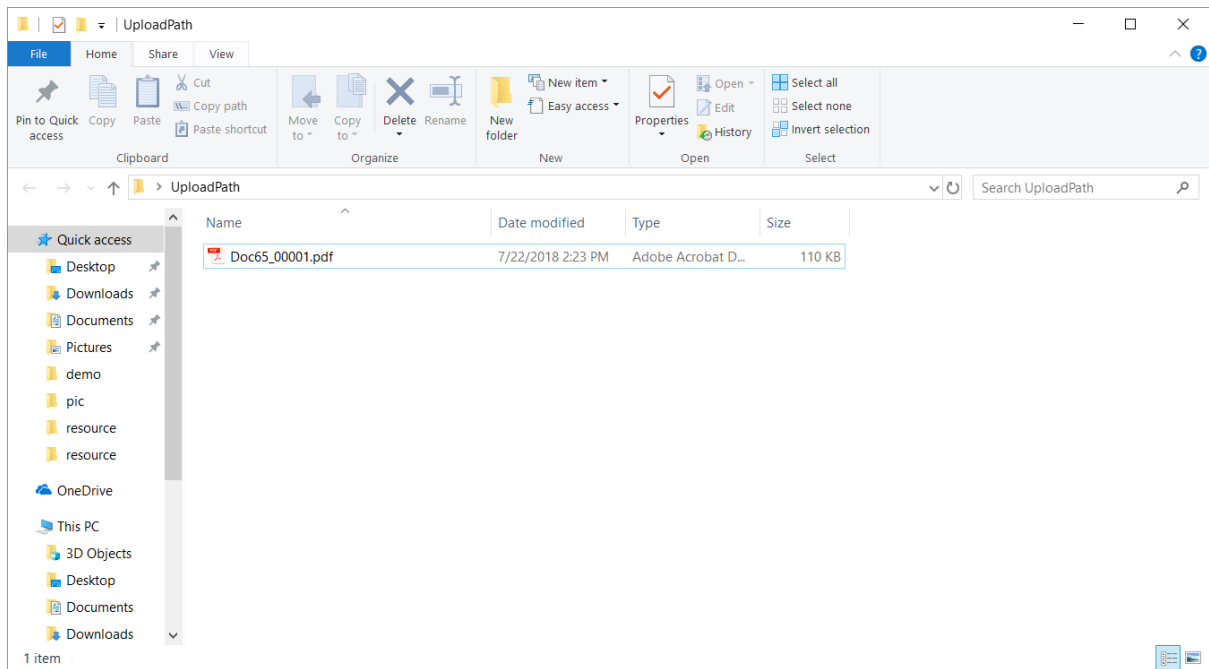 UploadPath
File Home Share View
Pin to Quick access
Copy
Paste
Cut
Copy path
Paste shortcut
Clipboard
Move to
Copy to
Delete
Rename
Organize
New folder
New item
Easy access
New
Properties
Open
Edit
History
Open
Select all
Select none
Invert selection
Select
UploadPath
Search UploadPath
Quick access
Desktop
Downloads
Documents
Pictures
demo
pic
resource
resource
OneDrive
This PC
3D Objects
Desktop
Documents
Downloads
Name Date modified Type Size
Doc65_00001.pdf 7/22/2018 2:23 PM Adobe Acrobat D... 110 KB
1 item